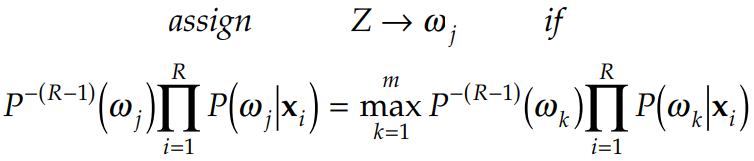 assign Z → ω_j if
P^{-(R-1)}(ω_j) ∏_{i=1}^{R} P(ω_j|x_i) = max_{k=1}^{m} P^{-(R-1)}(ω_k) ∏_{i=1}^{R} P(ω_k|x_i)